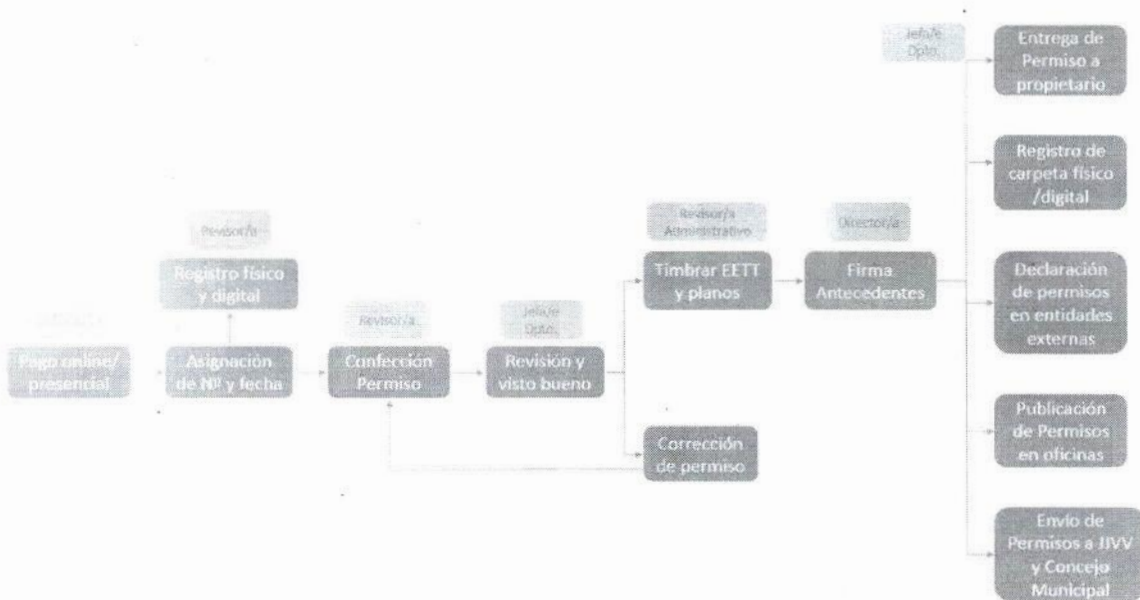 Pago online/
presencial
Revisor/a
Registro físico
y digital
Asignación
de Nº y fecha
Revisor/a
Confección
Permiso
Jefa/e
Dpto.
Revisión y
visto bueno
Revisor/a
Administrativo
Timbrar EETT
y planos
Corrección
de permiso
Director/a
Firma
Antecedentes
Jefa/e
Dpto.
Entrega de
Permiso a
propietario
Registro de
carpeta físico
/digital
Declaración
de permisos
en entidades
externas
Publicación
de Permisos
en oficinas
Envío de
Permisos a JJVV
y Concejo
Municipal